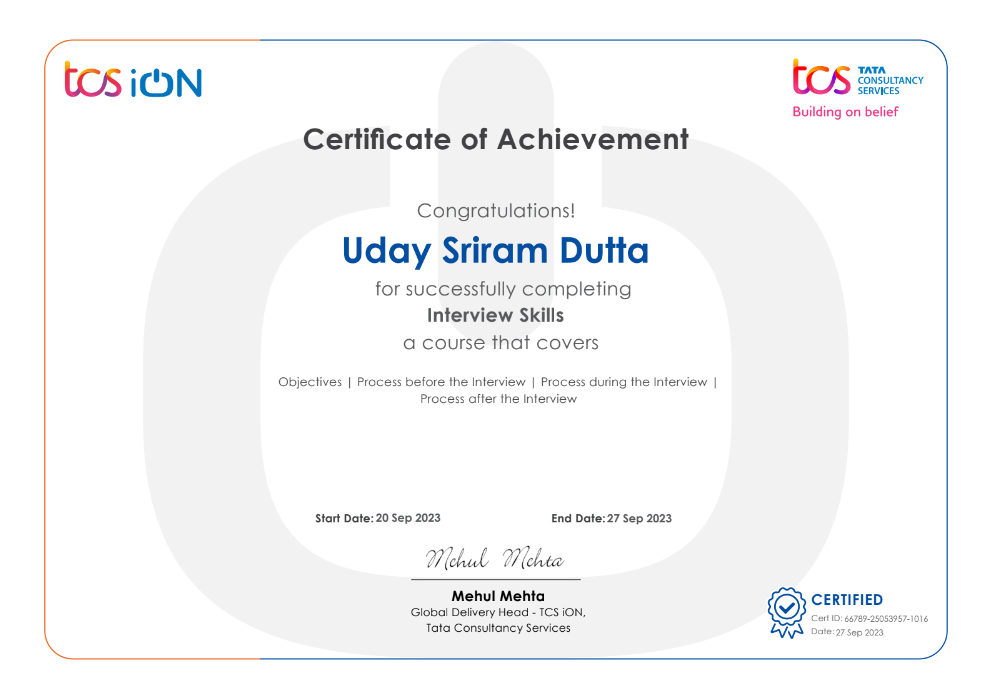 tcs iON
tcs TATA
CONSULTANCY
SERVICES
Building on belief
Certificate of Achievement
Congratulations!
Uday Sriram Dutta
for successfully completing
Interview Skills
a course that covers
Objectives | Process before the Interview | Process during the Interview |
Process after the Interview
Start Date: 20 Sep 2023 End Date: 27 Sep 2023
Mehul Mehta
Mehul Mehta
Global Delivery Head - TCS iON,
Tata Consultancy Services
CERTIFIED
Cert ID: 66789-25053957-1016
Date: 27 Sep 2023